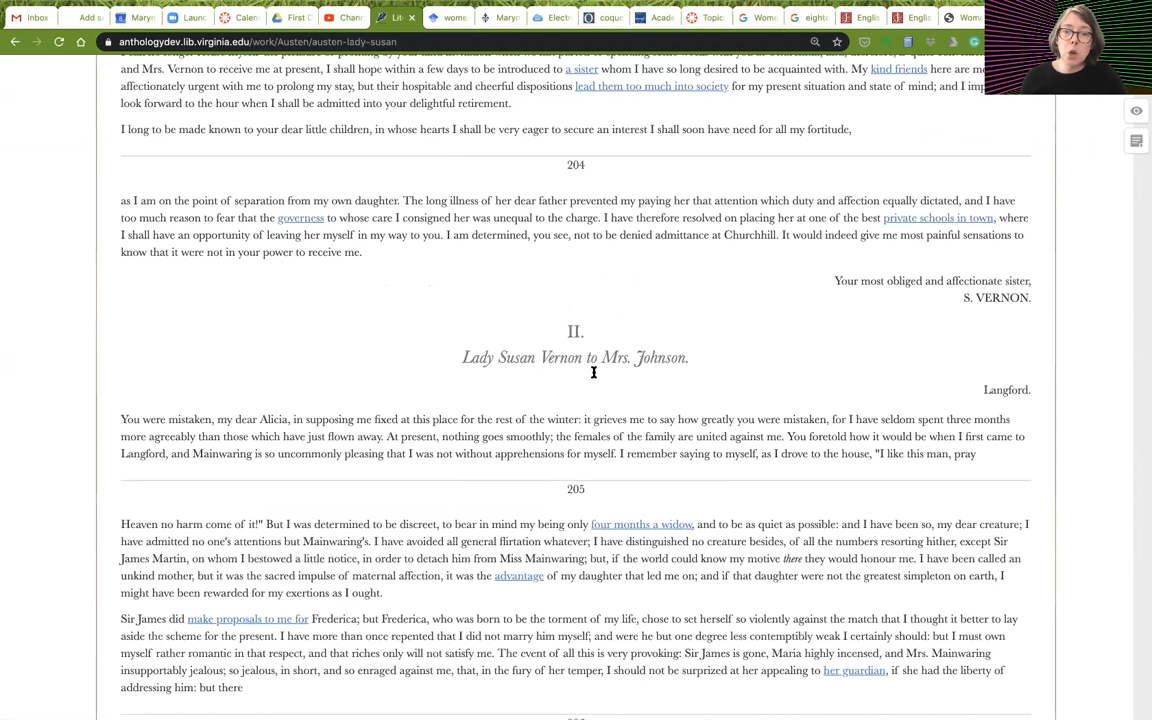 Inbox Add s Maryn Launc Calen First D Chann Lit wome Maryn Electr coqu Acade Topic: Wome eighte Englis Englis Wome
anthologydev.lib.virginia.edu/work/Austen/austen-lady-susan
and Mrs. Vernon to receive me at present, I shall hope within a few days to be introduced to a sister whom I have so long desired to be acquainted with. My kind friends here are mo
affectionately urgent with me to prolong my stay, but their hospitable and cheerful dispositions lead them too much into society for my present situation and state of mind; and I imp
look forward to the hour when I shall be admitted into your delightful retirement.
I long to be made known to your dear little children, in whose hearts I shall be very eager to secure an interest I shall soon have need for all my fortitude,
204
as I am on the point of separation from my own daughter. The long illness of her dear father prevented my paying her that attention which duty and affection equally dictated, and I have
too much reason to fear that the governess to whose care I consigned her was unequal to the charge. I have therefore resolved on placing her at one of the best private schools in town, where
I shall have an opportunity of leaving her myself in my way to you. I am determined, you see, not to be denied admittance at Churchhill. It would indeed give me most painful sensations to
know that it were not in your power to receive me.
Your most obliged and affectionate sister,
S. VERNON.
II.
Lady Susan Vernon to Mrs. Johnson.
Langford.
You were mistaken, my dear Alicia, in supposing me fixed at this place for the rest of the winter: it grieves me to say how greatly you were mistaken, for I have seldom spent three months
more agreeably than those which have just flown away. At present, nothing goes smoothly; the females of the family are united against me. You foretold how it would be when I first came to
Langford, and Mainwaring is so uncommonly pleasing that I was not without apprehensions for myself. I remember saying to myself, as I drove to the house, "I like this man, pray
205
Heaven no harm come of it!" But I was determined to be discreet, to bear in mind my being only four months a widow, and to be as quiet as possible: and I have been so, my dear creature; I
have admitted no one's attentions but Mainwaring's. I have avoided all general flirtation whatever; I have distinguished no creature besides, of all the numbers resorting hither, except Sir
James Martin, on whom I bestowed a little notice, in order to detach him from Miss Mainwaring; but, if the world could know my motive there they would honour me. I have been called an
unkind mother, but it was the sacred impulse of maternal affection, it was the advantage of my daughter that led me on; and if that daughter were not the greatest simpleton on earth, I
might have been rewarded for my exertions as I ought.
Sir James did make proposals to me for Frederica; but Frederica, who was born to be the torment of my life, chose to set herself so violently against the match that I thought it better to lay
aside the scheme for the present. I have more than once repented that I did not marry him myself; and were he but one degree less contemptibly weak I certainly should: but I must own
myself rather romantic in that respect, and that riches only will not satisfy me. The event of all this is very provoking: Sir James is gone, Maria highly incensed, and Mrs. Mainwaring
insupportably jealous; so jealous, in short, and so enraged against me, that, in the fury of her temper, I should not be surprized at her appealing to her guardian, if she had the liberty of
addressing him: but there